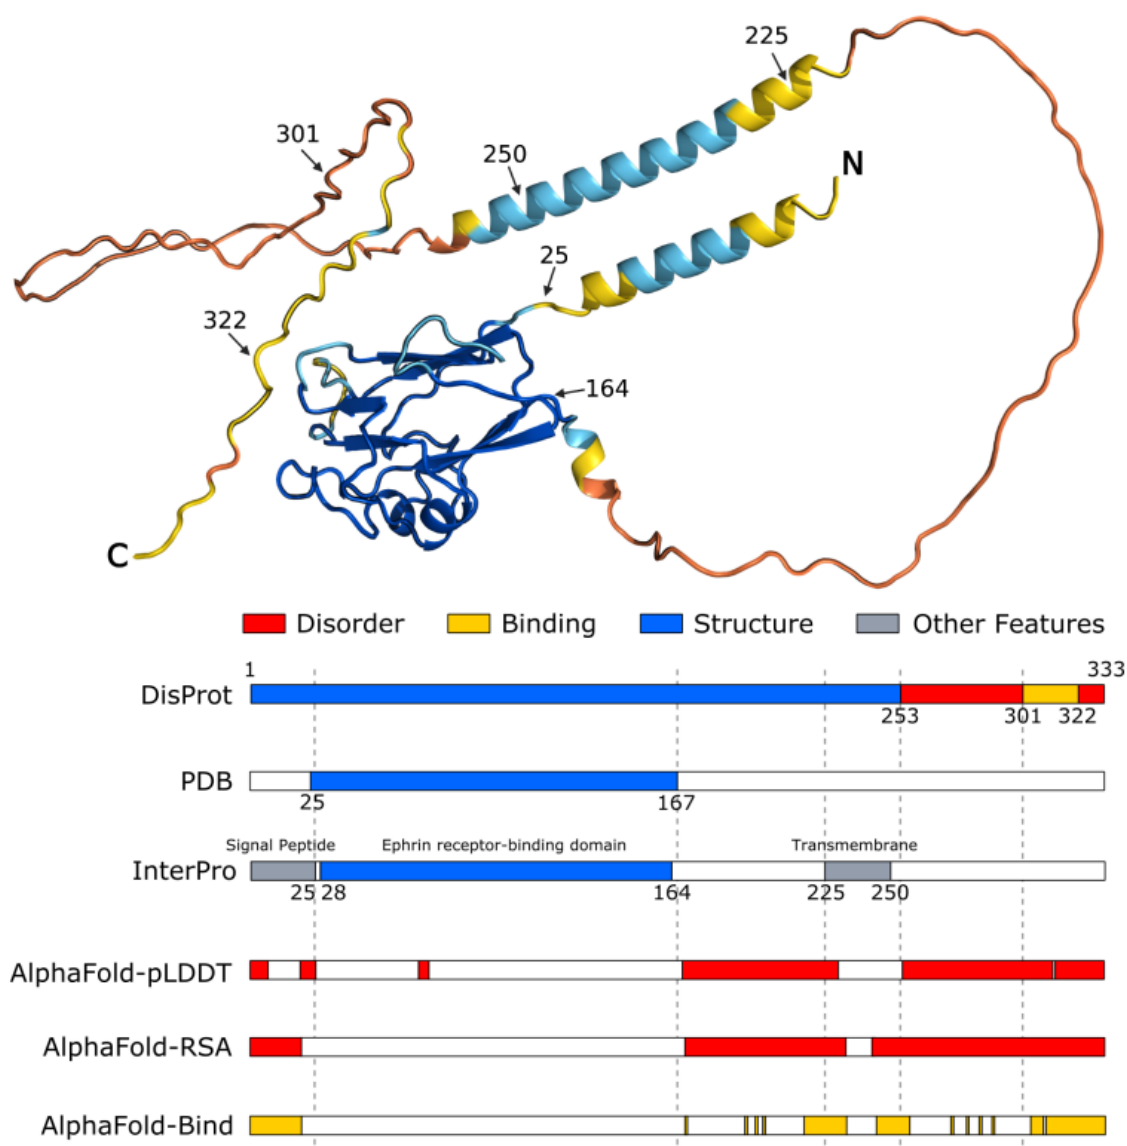 225
301
250
N
25
322
164
C
Disorder Binding Structure Other Features
1 333
DisProt
253 301 322
PDB
25 167
Signal Peptide Ephrin receptor-binding domain Transmembrane
InterPro
25 28 164 225 250
AlphaFold-pLDDT
AlphaFold-RSA
AlphaFold-Bind